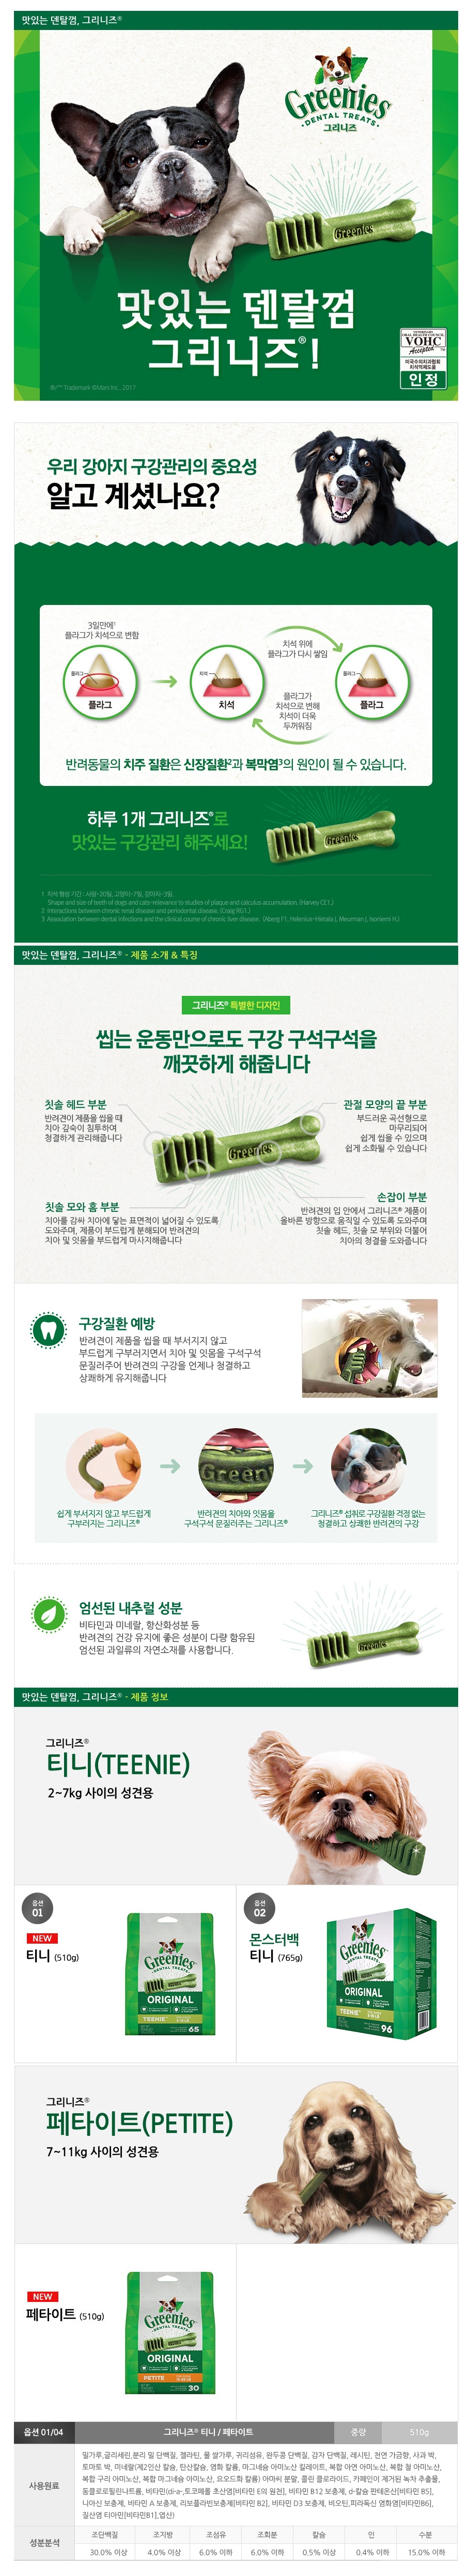 맛있는 덴탈껌, 그리니즈®
Greenies
DENTAL TREATS
그리니즈
Greenies
맛있는 덴탈껌
그리니즈®!
®/™ Trademark ©Mars Inc., 2017
VOHC
Accepted
미국수의치과협회
치석억제도움
인정
우리 강아지 구강관리의 중요성
알고 계셨나요?
3일만에¹
플라그가 치석으로 변함
치석 위에
플라그가 다시 쌓임
플라그
치석
플라그
플라그
치석
플라그
플라그가
치석으로 변해
치석이 더욱
두꺼워짐
반려동물의 치주 질환은 신장질환²과 복막염³의 원인이 될 수 있습니다.
하루 1개 그리니즈®로
맛있는 구강관리 해주세요!
Greenies
1 치석 형성 기간 : 사람-20일, 고양이-7일, 강아지-3일.
Shape and size of teeth of dogs and cats-relevance to studies of plaque and calculus accumulation. (Harvey CE1.)
2 Interactions between chronic renal disease and periodontal disease. (Craig RG1.)
3 Association between dental infections and the clinical course of chronic liver disease. (Aberg F1, Helenius-Hietala J, Meurman J, Isoniemi H.)
맛있는 덴탈껌, 그리니즈® - 제품 소개 & 특징
그리니즈® 특별한 디자인
씹는 운동만으로도 구강 구석구석을
깨끗하게 해줍니다
칫솔 헤드 부분
반려견이 제품을 씹을 때
치아 깊숙이 침투하여
청결하게 관리해줍니다
관절 모양의 끝 부분
부드러운 곡선형으로
마무리되어
쉽게 씹을 수 있으며
쉽게 소화될 수 있습니다
Greenies
칫솔 모와 홈 부분
치아를 감싸 치아에 닿는 표면적이 넓어질 수 있도록
도와주며, 제품이 부드럽게 분해되어 반려견의
치아 및 잇몸을 부드럽게 마사지해줍니다
손잡이 부분
반려견의 입 안에서 그리니즈® 제품이
올바른 방향으로 움직일 수 있도록 도와주며
칫솔 헤드, 칫솔 모 부위와 더불어
치아의 청결을 도와줍니다
구강질환 예방
반려견이 제품을 씹을 때 부서지지 않고
부드럽게 구부러지면서 치아 및 잇몸을 구석구석
문질러주어 반려견의 구강을 언제나 청결하고
상쾌하게 유지해줍니다
Green
쉽게 부서지지 않고 부드럽게
구부러지는 그리니즈®
반려견의 치아와 잇몸을
구석구석 문질러주는 그리니즈®
그리니즈® 섭취로 구강질환 걱정 없는
청결하고 상쾌한 반려견의 구강
엄선된 내추럴 성분
비타민과 미네랄, 항산화성분 등
반려견의 건강 유지에 좋은 성분이 다량 함유된
엄선된 과일류의 자연소재를 사용합니다.
Greenies
맛있는 덴탈껌, 그리니즈® - 제품 정보
그리니즈®
티니(TEENIE)
2~7kg 사이의 성견용
옵션
01
NEW
티니 (510g)
Greenies
DENTAL TREATS
ORIGINAL
TEENIE
65
옵션
02
몬스터백
티니 (765g)
Greenies
DENTAL TREATS
ORIGINAL
TEENIE
96
그리니즈®
페타이트(PETITE)
7~11kg 사이의 성견용
NEW
페타이트 (510g)
Greenies
DENTAL TREATS
ORIGINAL
PETITE
30
옵션 01/04 그리니즈® 티니 / 페타이트 중량 510g
사용원료
밀가루,글리세린,분리 밀 단백질, 젤라틴, 물 쌀가루, 귀리섬유, 완두콩 단백질, 감자 단백질, 레시틴, 천연 가금향, 사과 박,
토마토 박, 미네랄(제2인산 칼슘, 탄산칼슘, 염화 칼륨, 마그네슘 아미노산 킬레이트, 복합 아연 아미노산, 복합 철 아미노산,
복합 구리 아미노산, 복합 마그네슘 아미노산, 요오드화 칼륨) 아마씨 분말, 콜린 클로라이드, 카페인이 제거된 녹차 추출물,
동클로로필린나트륨, 비타민(dl-a-,토코페롤 초산염[비타민 E의 원천], 비타민 B12 보충제, d-칼슘 판테온산[비타민 B5],
니아신 보충제, 비타민 A 보충제, 리보플라빈보충제[비타민 B2], 비타민 D3 보충제, 비오틴,피라독신 염화염[비타민B6],
질산염 티아민[비타민B1],엽산)
성분분석
조단백질 조지방 조섬유 조회분 칼슘 인 수분
30.0% 이상 4.0% 이상 6.0% 이하 6.0% 이하 0.5% 이상 0.4% 이하 15.0% 이하